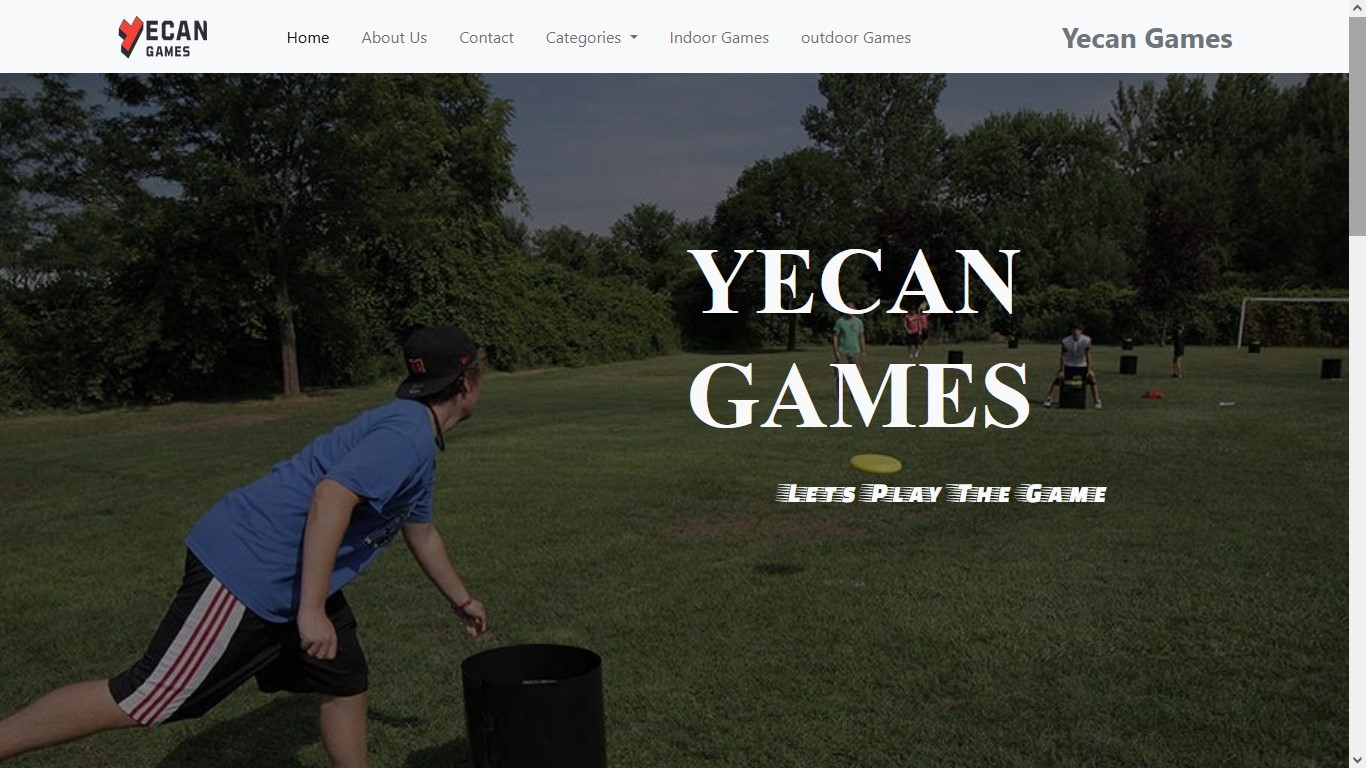 YECAN
GAMES
Home
About Us
Contact
Categories
Indoor Games
outdoor Games
Yecan Games
YECAN
GAMES
Lets Play The Game